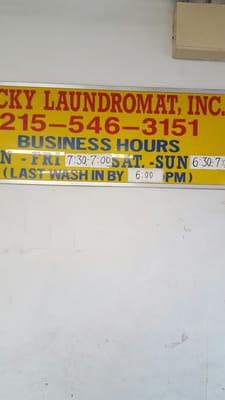 CKY LAUNDROMAT, INC.
215-546-3151
BUSINESS HOURS
N - FRI 7:30-7:00 SAT. - SUN 6:30-7:
(LAST WASH IN BY 6:00 PM)